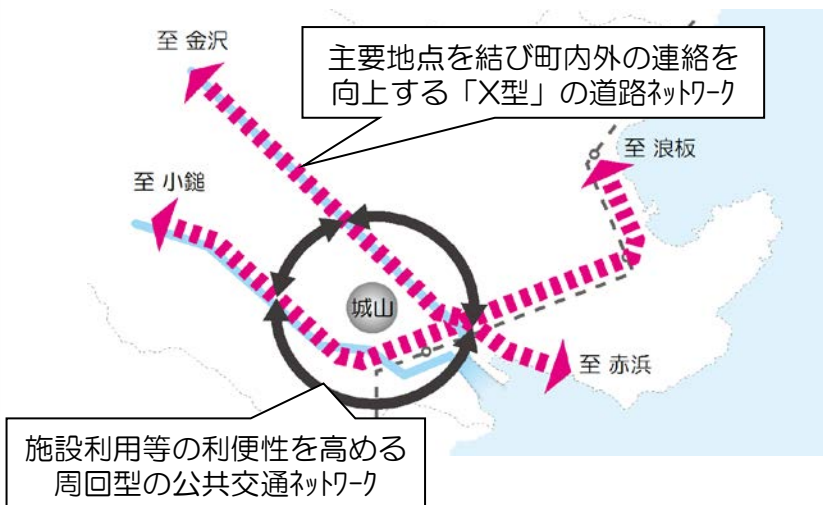 至 金沢
主要地点を結び町内外の連絡を
向上する「X型」の道路ﾈｯﾄﾜｰｸ
至 浪板
至 小鎚
城山
至 赤浜
施設利用等の利便性を高める
周回型の公共交通ﾈｯﾄﾜｰｸ